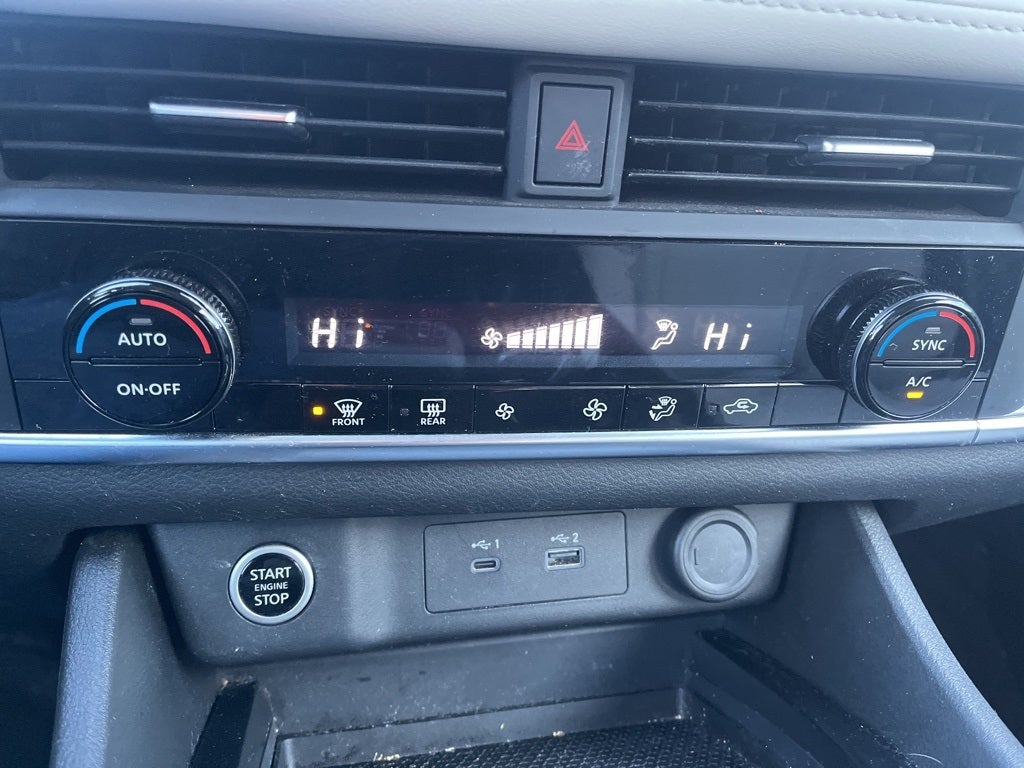 AUTO
ON·OFF
Hi
Hi
SYNC
A/C
FRONT
REAR
START
ENGINE
STOP
1
2